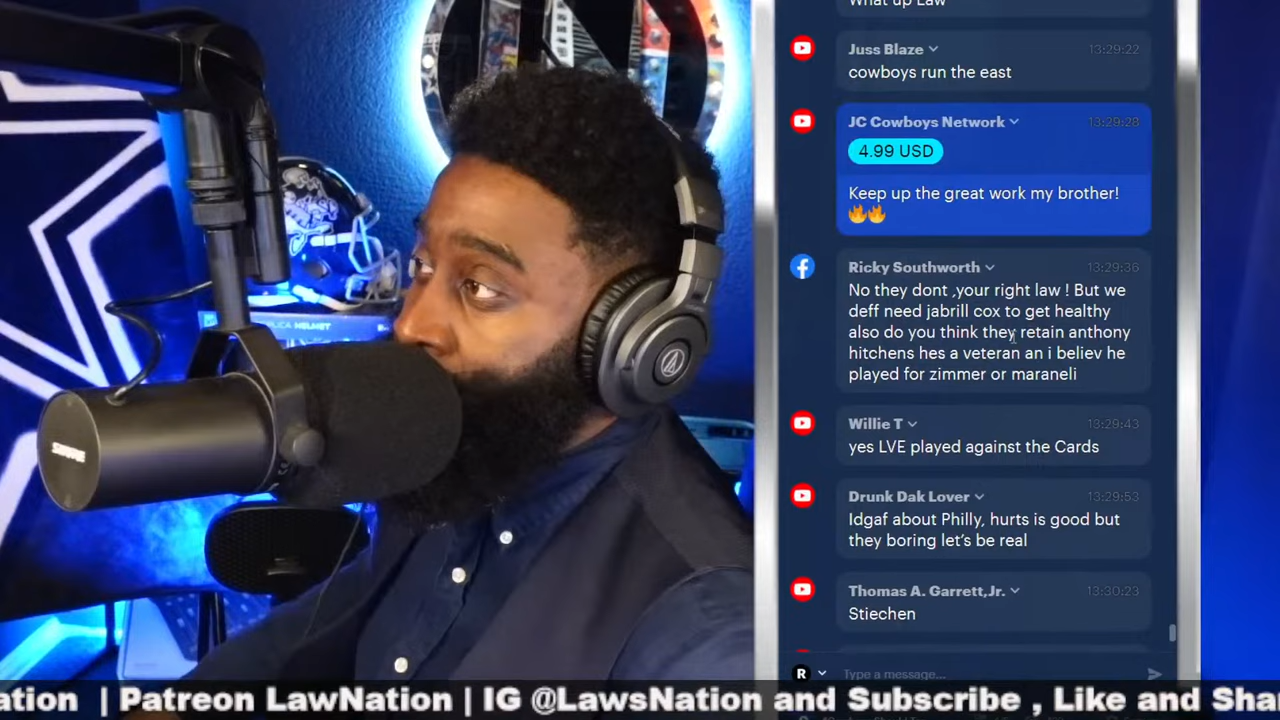 What up Law
Juss Blaze 13:29:22
cowboys run the east
JC Cowboys Network 13:29:28
4.99 USD
Keep up the great work my brother!
🔥🔥
Ricky Southworth 13:29:36
No they dont ,your right law ! But we
deff need jabrill cox to get healthy
also do you think they retain anthony
hitchens hes a veteran an i believ he
played for zimmer or maraneli
Willie T 13:29:43
yes LVE played against the Cards
Drunk Dak Lover 13:29:53
Idgaf about Philly, hurts is good but
they boring let's be real
Thomas A. Garrett,Jr. 13:30:23
Stiechen
R
Type a message...
SHURE
REPLICA HELMET
ation | Patreon LawNation | IG @LawsNation and Subscribe , Like and Sha